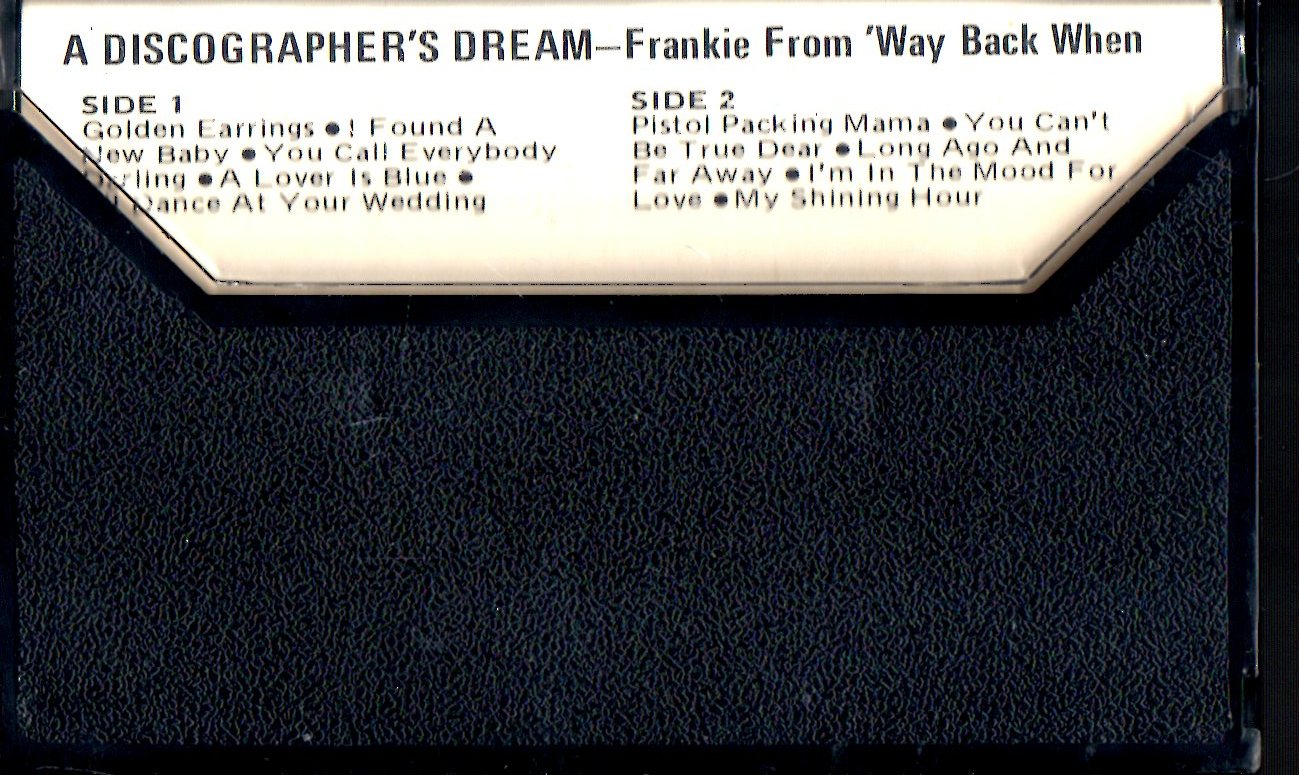 A DISCOGRAPHER'S DREAM—Frankie From 'Way Back When
SIDE 1
Golden Earrings ● I Found A
New Baby ● You Call Everybody
Darling ● A Lover Is Blue ●
Dance At Your Wedding
SIDE 2
Pistol Packing Mama ● You Can't
Be True Dear ● Long Ago And
Far Away ● I'm In The Mood For
Love ● My Shining Hour